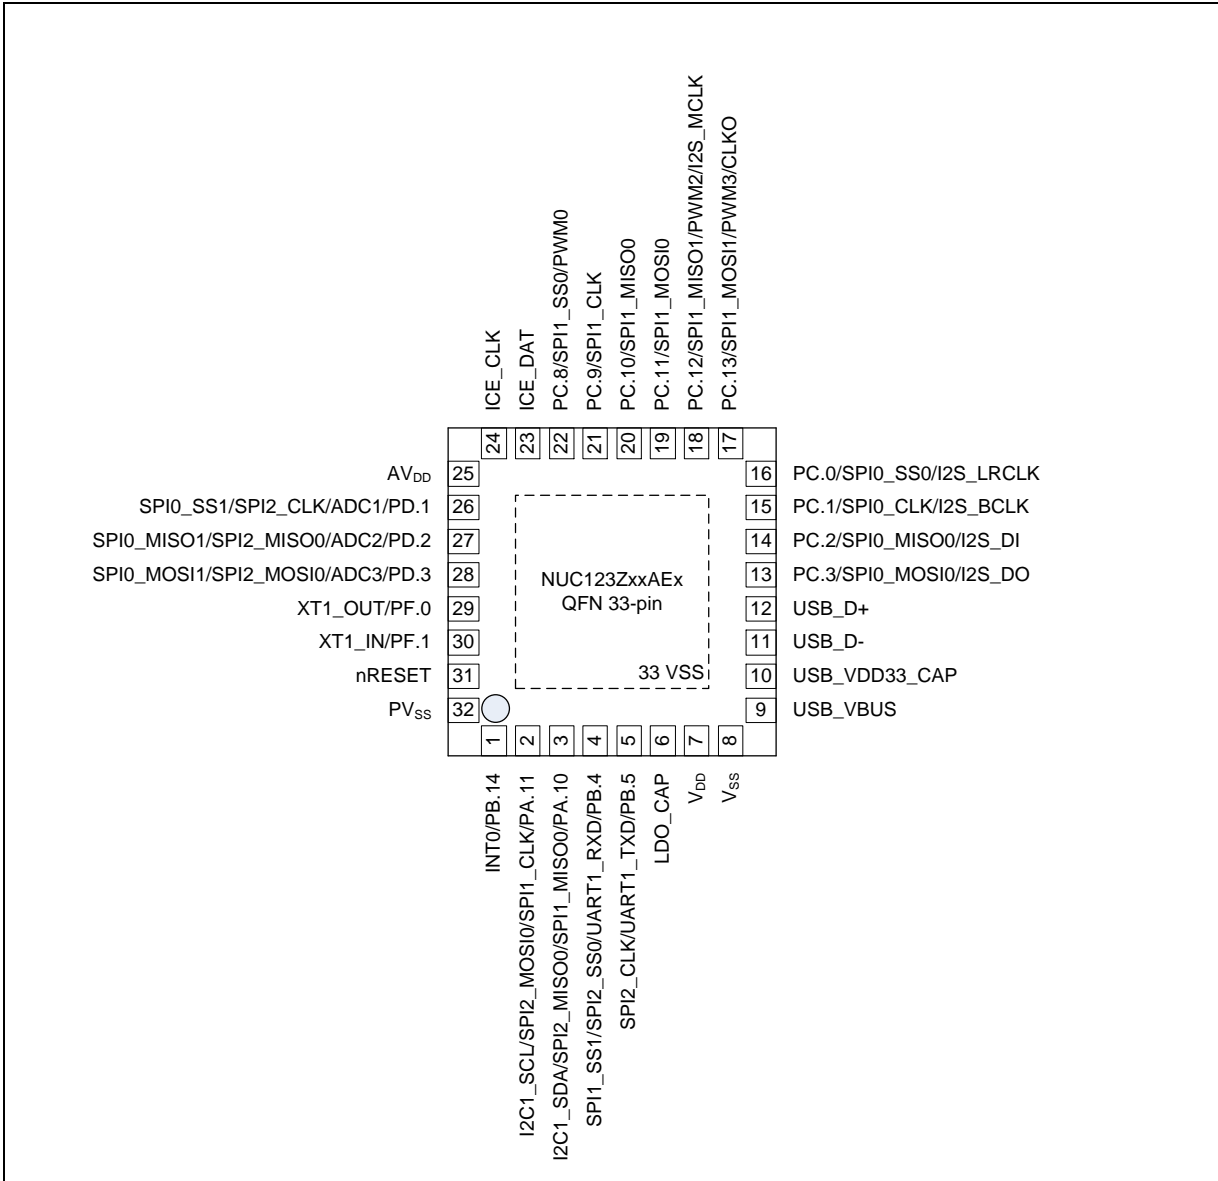 ICE_CLK
ICE_DAT
PC.8/SPI1_SS0/PWM0
PC.9/SPI1_CLK
PC.10/SPI1_MISO0
PC.11/SPI1_MOSI0
PC.12/SPI1_MISO1/PWM2/I2S_MCLK
PC.13/SPI1_MOSI1/PWM3/CLKO
24
23
22
21
20
19
18
17
AVDD 25
SPI0_SS1/SPI2_CLK/ADC1/PD.1 26
SPI0_MISO1/SPI2_MISO0/ADC2/PD.2 27
SPI0_MOSI1/SPI2_MOSI0/ADC3/PD.3 28
XT1_OUT/PF.0 29
XT1_IN/PF.1 30
nRESET 31
PVSS 32
NUC123ZxxAEx
QFN 33-pin
33 VSS
16 PC.0/SPI0_SS0/I2S_LRCLK
15 PC.1/SPI0_CLK/I2S_BCLK
14 PC.2/SPI0_MISO0/I2S_DI
13 PC.3/SPI0_MOSI0/I2S_DO
12 USB_D+
11 USB_D-
10 USB_VDD33_CAP
9 USB_VBUS
1
2
3
4
5
6
7
8
INT0/PB.14
I2C1_SCL/SPI2_MOSI0/SPI1_CLK/PA.11
I2C1_SDA/SPI2_MISO0/SPI1_MISO0/PA.10
SPI1_SS1/SPI2_SS0/UART1_RXD/PB.4
SPI2_CLK/UART1_TXD/PB.5
LDO_CAP
VDD
VSS